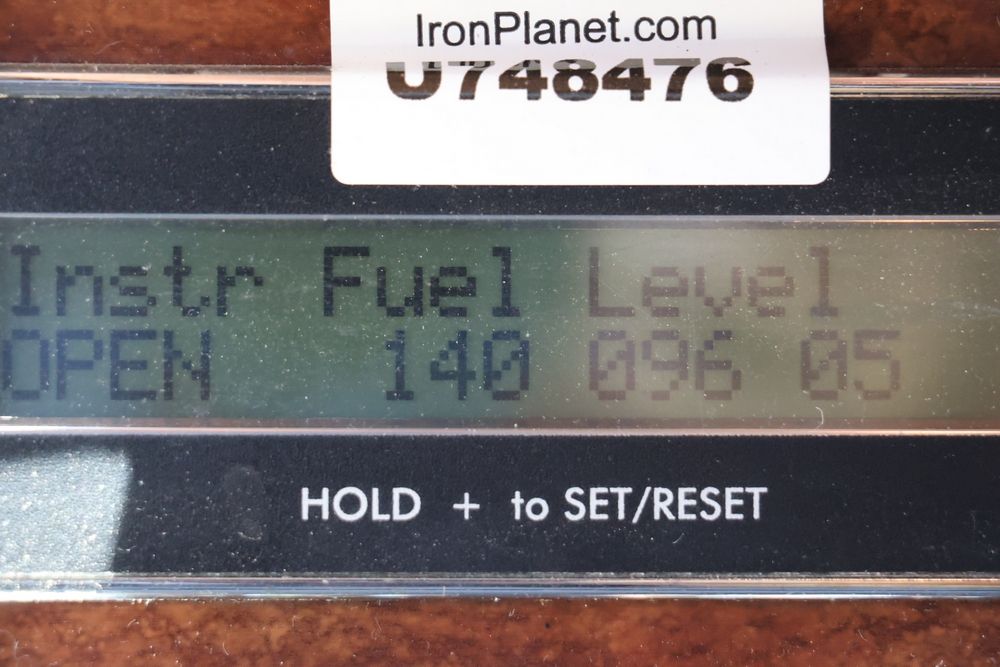 IronPlanet.com
U748476
Instr Fuel Level
OPEN 140 096 05
HOLD + to SET/RESET